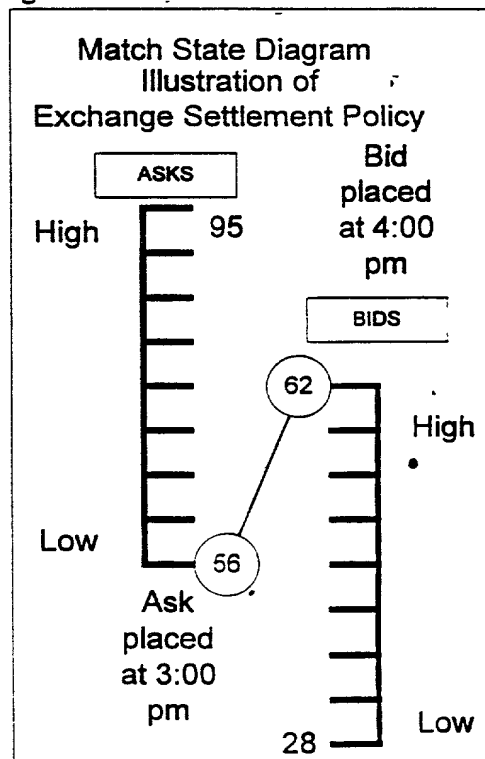 Match State Diagram
Illustration of
Exchange Settlement Policy
ASKS
High
95
Bid
placed
at 4:00
pm
BIDS
62
High
Low
56
Ask
placed
at 3:00
pm
28
Low